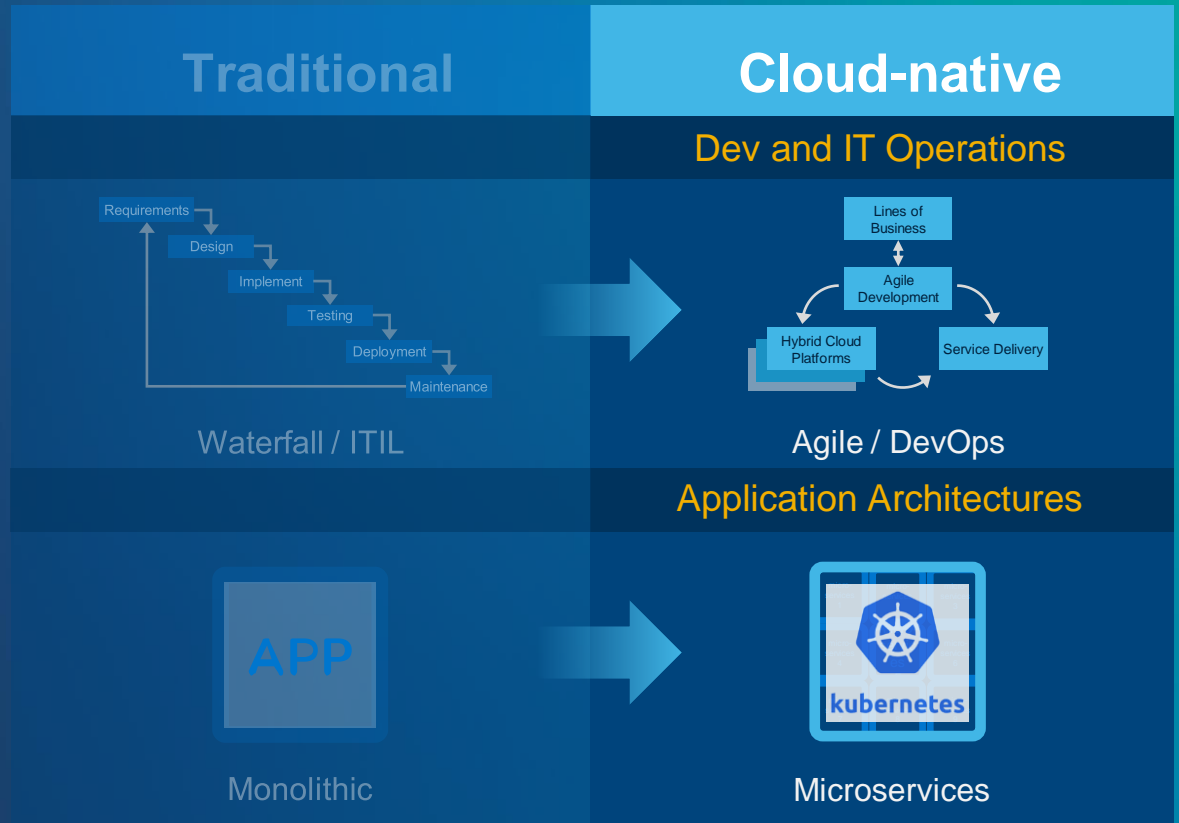 Traditional
Cloud-native
Dev and IT Operations
Requirements
Design
Implement
Testing
Deployment
Maintenance
Waterfall / ITIL
Lines of
Business
Agile
Development
Hybrid Cloud
Platforms
Service Delivery
Agile / DevOps
Application Architectures
APP
Monolithic
kubernetes
Microservices